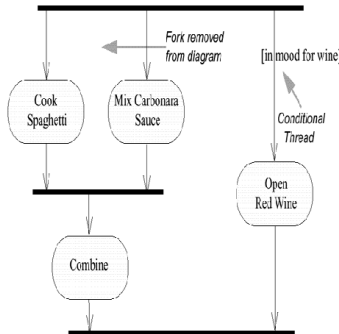 Fork removed
from diagram
[in mood for wine]
Cook
Spaghetti
Mix Carbonara
Sauce
Conditional
Thread
Open
Red Wine
Combine